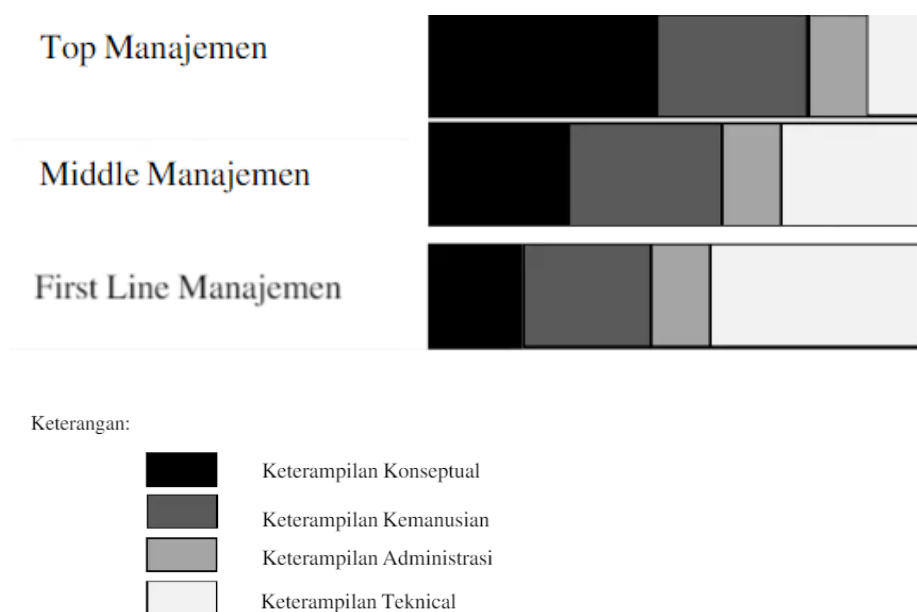 Top Manajemen
Middle Manajemen
First Line Manajemen
Keterangan:
Keterampilan Konseptual
Keterampilan Kemanusian
Keterampilan Administrasi
Keterampilan Teknical